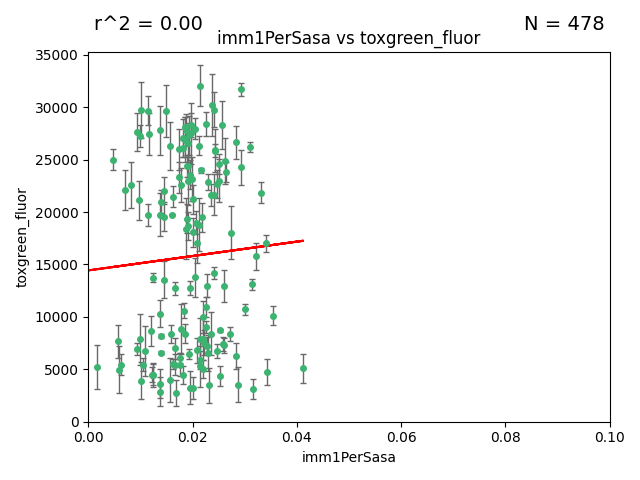 r^2 = 0.00
N = 478
imm1PerSasa vs toxgreen_fluor
35000
30000
25000
20000
15000
10000
5000
0
toxgreen_fluor
0.00
0.02
0.04
0.06
0.08
0.10
imm1PerSasa